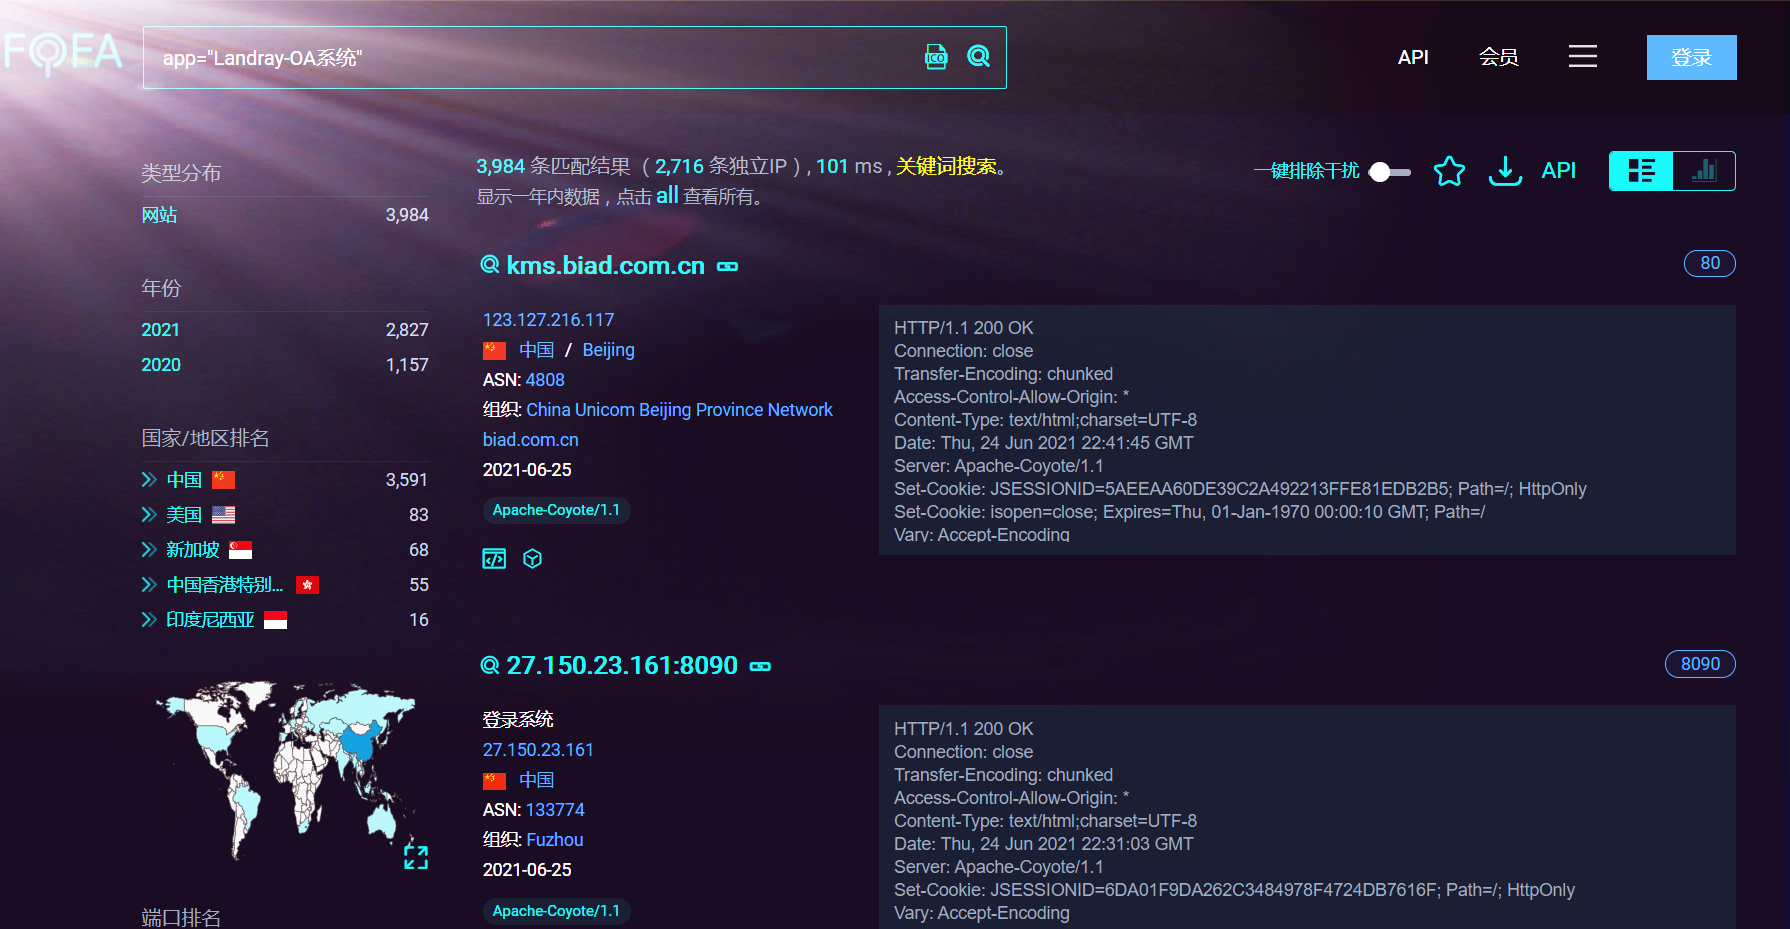 FOFA
app="Landray-OA系统"
ICO
API
会员
登录
类型分布
网站 3,984
年份
2021 2,827
2020 1,157
国家/地区排名
中国 3,591
美国 83
新加坡 68
中国香港特别... 55
印度尼西亚 16
端口排名
3,984 条匹配结果 ( 2,716 条独立IP ) , 101 ms , 关键词搜索。
显示一年内数据 , 点击 all 查看所有。
一键排除干扰
API
kms.biad.com.cn
80
123.127.216.117
中国 / Beijing
ASN: 4808
组织: China Unicom Beijing Province Network
biad.com.cn
2021-06-25
Apache-Coyote/1.1
HTTP/1.1 200 OK
Connection: close
Transfer-Encoding: chunked
Access-Control-Allow-Origin: *
Content-Type: text/html;charset=UTF-8
Date: Thu, 24 Jun 2021 22:41:45 GMT
Server: Apache-Coyote/1.1
Set-Cookie: JSESSIONID=5AEEAA60DE39C2A492213FFE81EDB2B5; Path=/; HttpOnly
Set-Cookie: isopen=close; Expires=Thu, 01-Jan-1970 00:00:10 GMT; Path=/
Vary: Accept-Encoding
27.150.23.161:8090
8090
登录系统
27.150.23.161
中国
ASN: 133774
组织: Fuzhou
2021-06-25
Apache-Coyote/1.1
HTTP/1.1 200 OK
Connection: close
Transfer-Encoding: chunked
Access-Control-Allow-Origin: *
Content-Type: text/html;charset=UTF-8
Date: Thu, 24 Jun 2021 22:31:03 GMT
Server: Apache-Coyote/1.1
Set-Cookie: JSESSIONID=6DA01F9DA262C3484978F4724DB7616F; Path=/; HttpOnly
Vary: Accept-Encoding